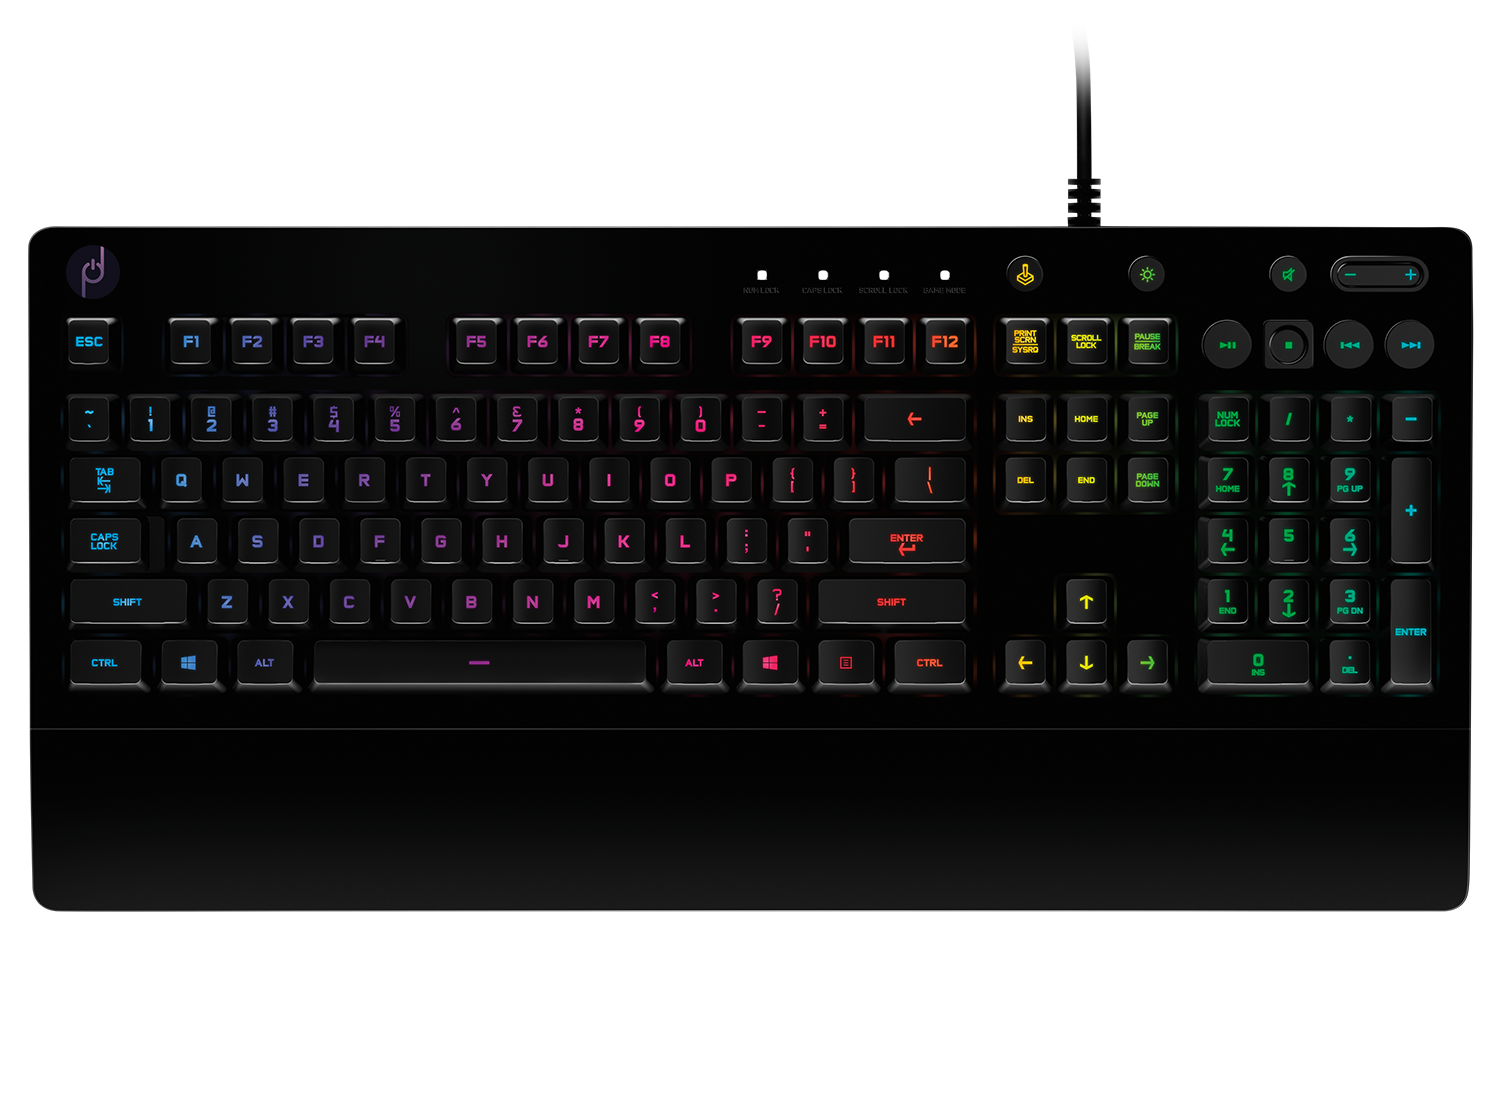 NUM LOCK CAPS LOCK SCROLL LOCK GAME MODE
− +
ESC F1 F2 F3 F4 F5 F6 F7 F8 F9 F10 F11 F12
PRINT
SCRN
SYSRQ
SCROLL
LOCK
PAUSE
BREAK
~ ! @ # $ % ^ & * ( ) − +
` 1 2 3 4 5 6 7 8 9 0 - = ←
INS HOME PAGE
UP
NUM
LOCK
/ * −
TAB
Q W E R T Y U I O P { } |
[ ] \
DEL END PAGE
DOWN
7 8 9
HOME ↑ PG UP
+
CAPS
LOCK
A S D F G H J K L : "
; '
ENTER
4 5 6
← →
SHIFT Z X C V B N M < > ?
, . /
SHIFT
↑
1 2 3
END ↓ PG DN
ENTER
CTRL ALT ALT CTRL
← ↓ →
0 .
INS DEL